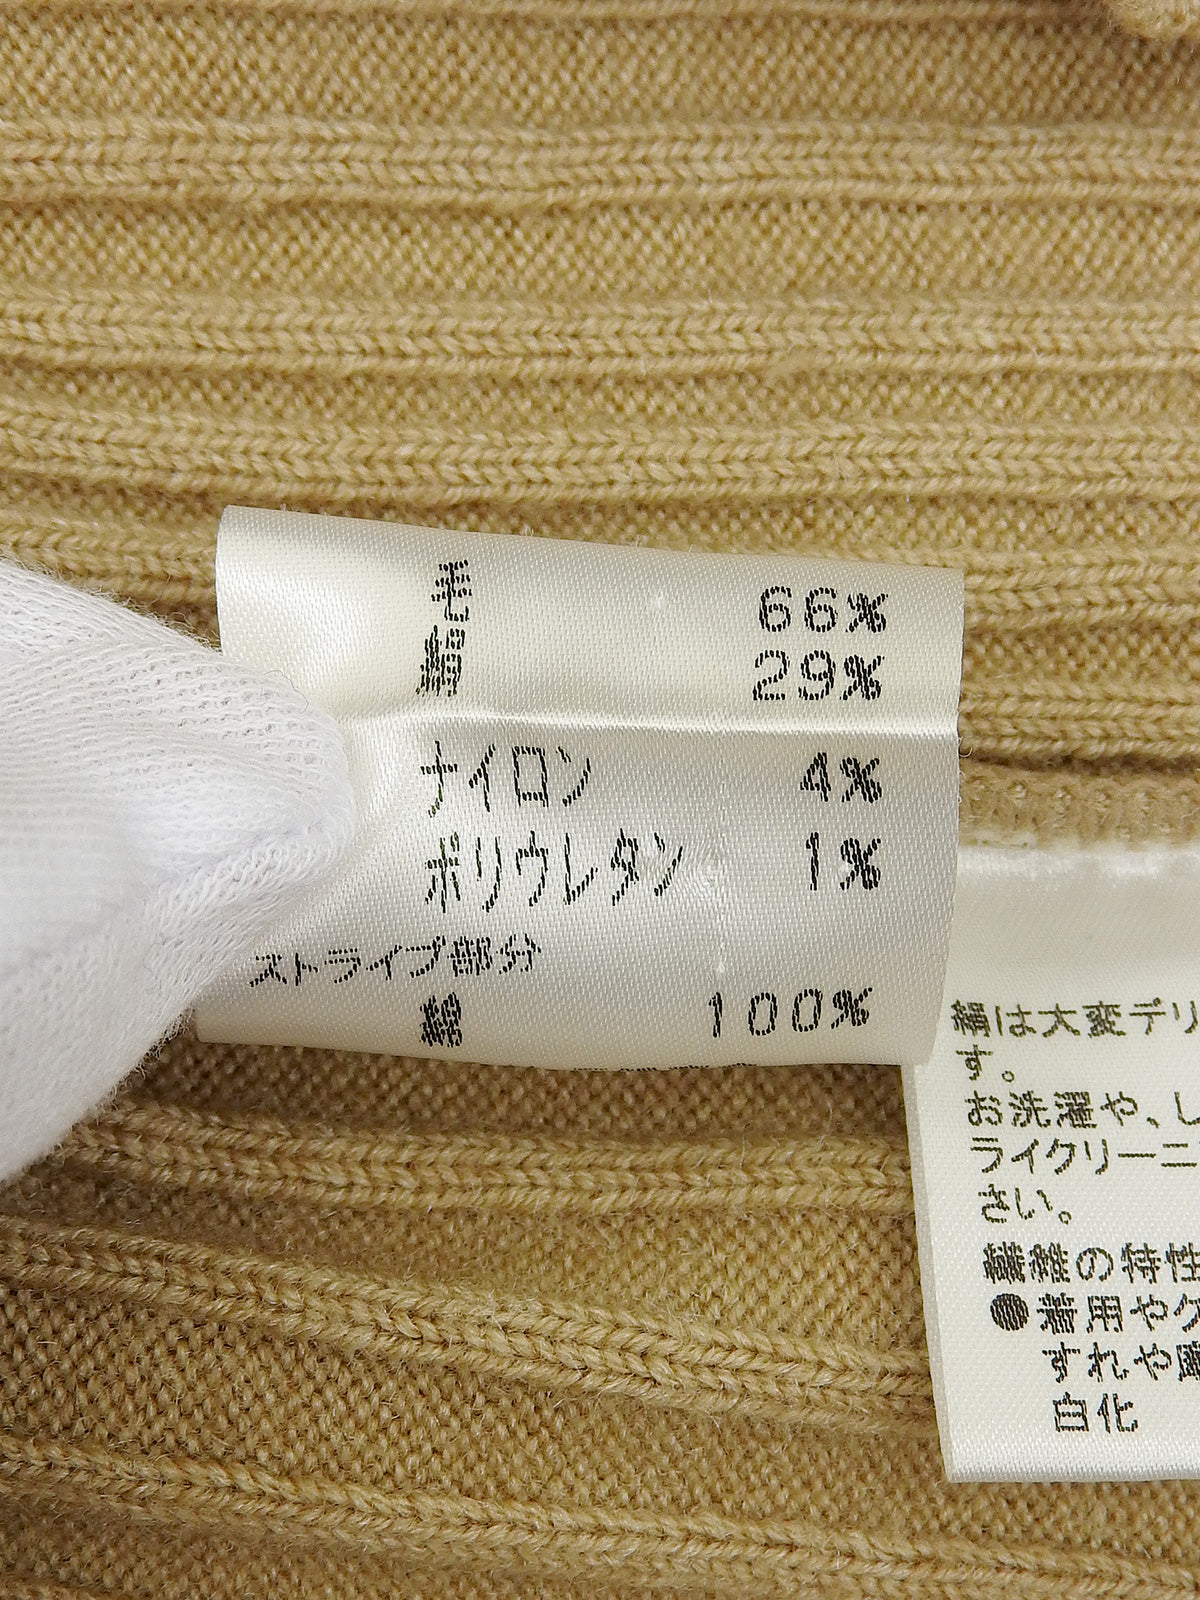 毛 66%
絹 29%
ナイロン 4%
ポリウレタン 1%
ストライプ部分
綿 100%
絹は大変デリ
す。
お洗濯や、し
ライクリーニ
さい。
繊維の特性
●着用やク
すれや摩
白化